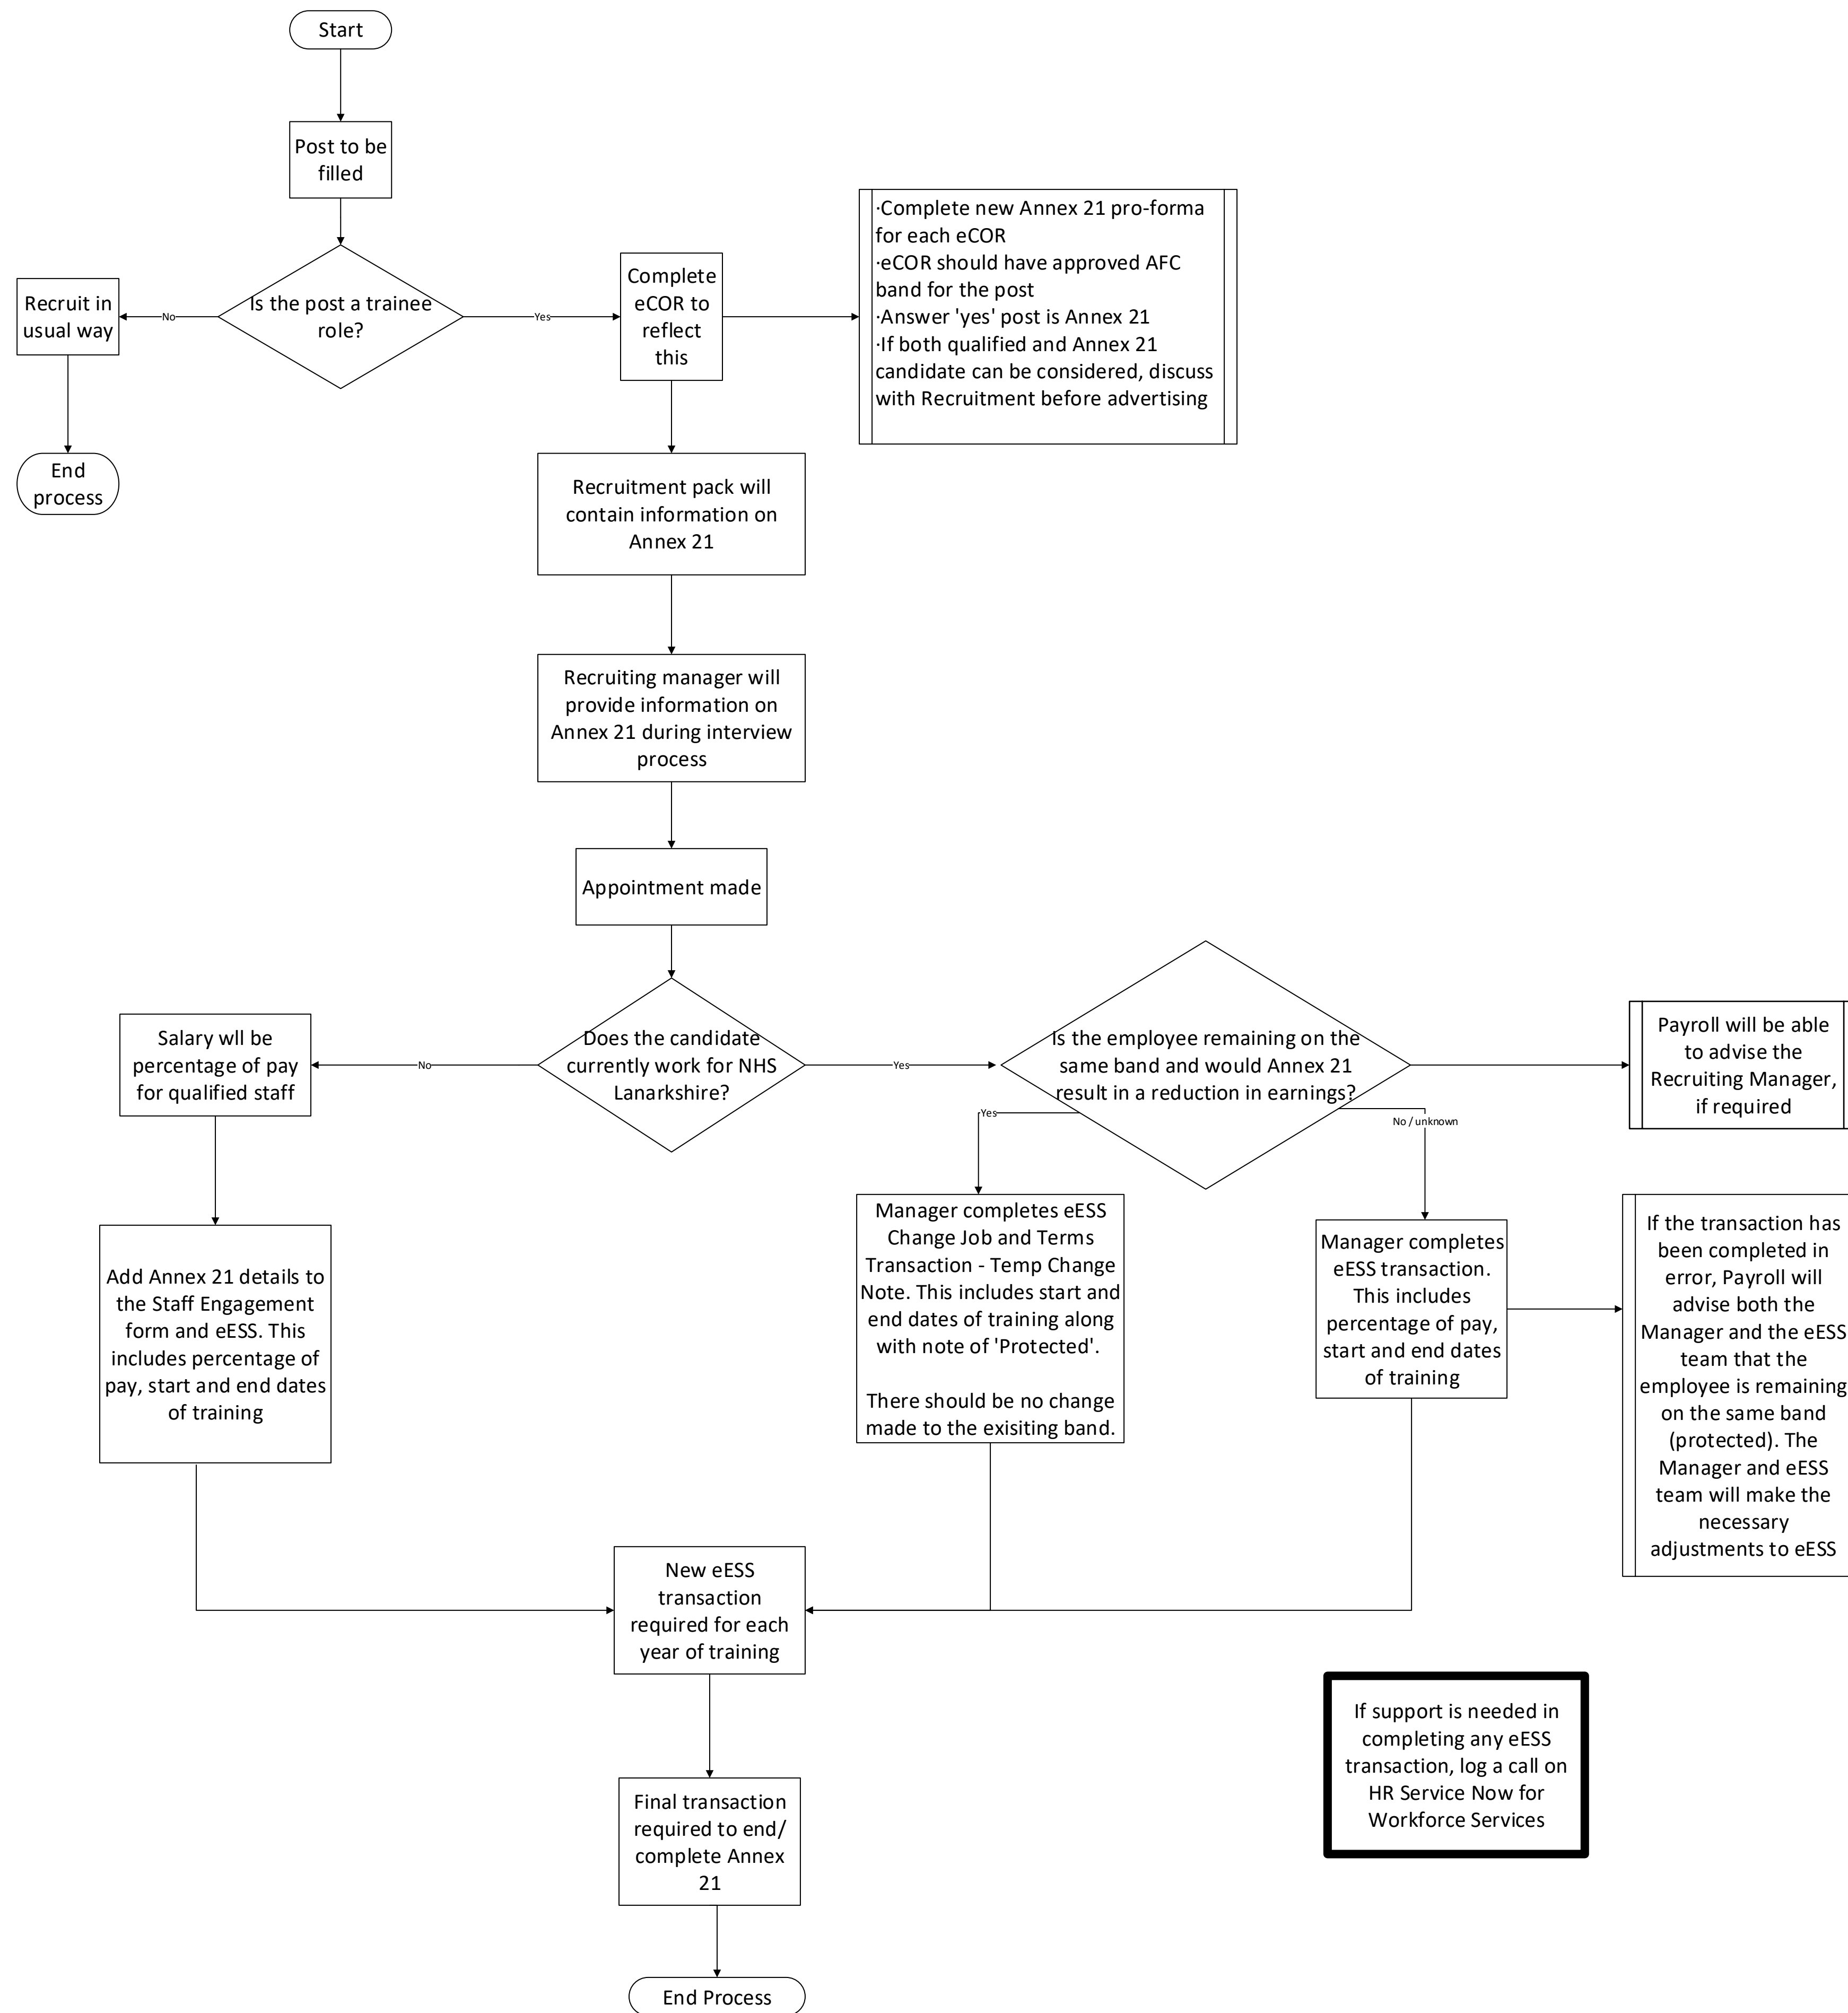 Start
Post to be
filled
Is the post a trainee
role?
No
Yes
Recruit in
usual way
End
process
Complete
eCOR to
reflect
this
·Complete new Annex 21 pro-forma
for each eCOR
·eCOR should have approved AFC
band for the post
·Answer 'yes' post is Annex 21
·If both qualified and Annex 21
candidate can be considered, discuss
with Recruitment before advertising
Recruitment pack will
contain information on
Annex 21
Recruiting manager will
provide information on
Annex 21 during interview
process
Appointment made
Does the candidate
currently work for NHS
Lanarkshire?
No
Yes
Salary wll be
percentage of pay
for qualified staff
Add Annex 21 details to
the Staff Engagement
form and eESS. This
includes percentage of
pay, start and end dates
of training
Is the employee remaining on the
same band and would Annex 21
result in a reduction in earnings?
Yes
No / unknown
Payroll will be able
to advise the
Recruiting Manager,
if required
Manager completes eESS
Change Job and Terms
Transaction - Temp Change
Note. This includes start and
end dates of training along
with note of 'Protected'.
There should be no change
made to the exisiting band.
Manager completes
eESS transaction.
This includes
percentage of pay,
start and end dates
of training
If the transaction has
been completed in
error, Payroll will
advise both the
Manager and the eESS
team that the
employee is remaining
on the same band
(protected). The
Manager and eESS
team will make the
necessary
adjustments to eESS
New eESS
transaction
required for each
year of training
Final transaction
required to end/
complete Annex
21
End Process
If support is needed in
completing any eESS
transaction, log a call on
HR Service Now for
Workforce Services